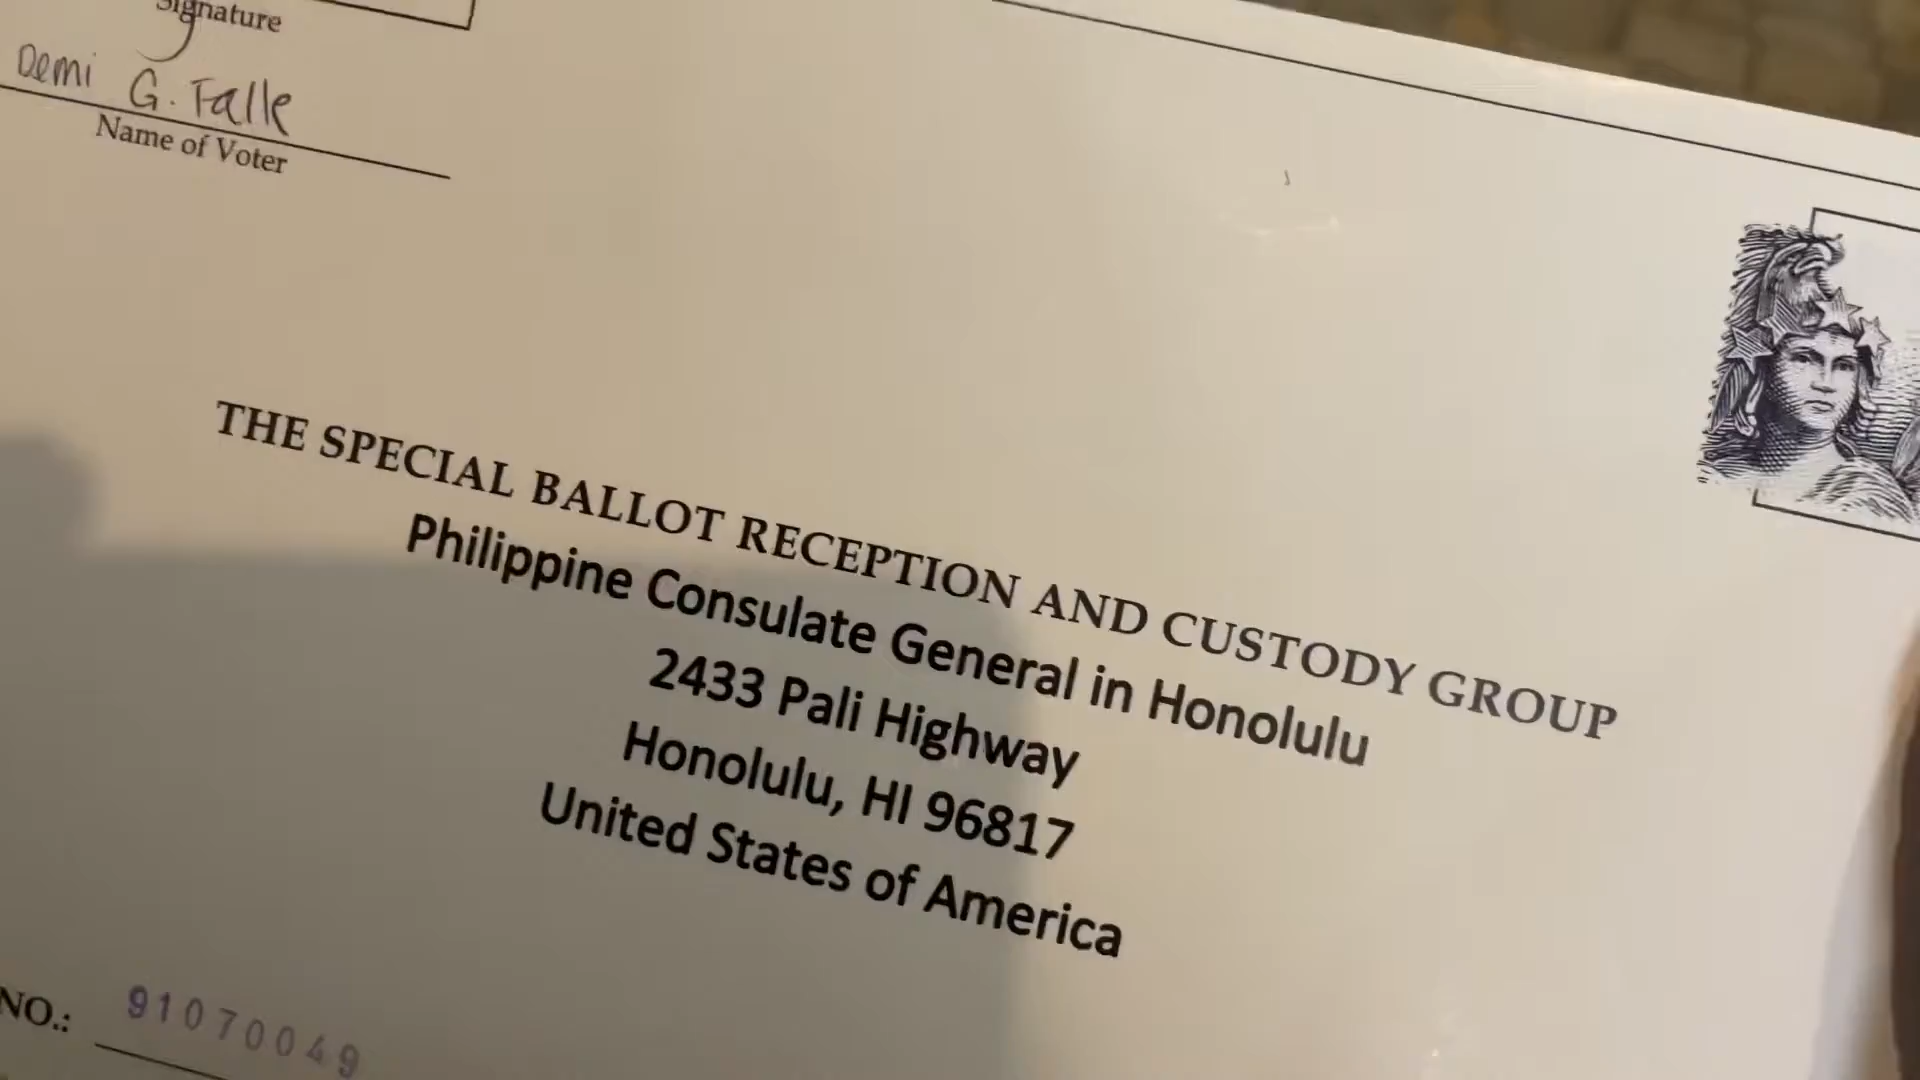 Signature
Demi G. Falle
Name of Voter
THE SPECIAL BALLOT RECEPTION AND CUSTODY GROUP
Philippine Consulate General in Honolulu
2433 Pali Highway
Honolulu, HI 96817
United States of America
NO.: 91070049